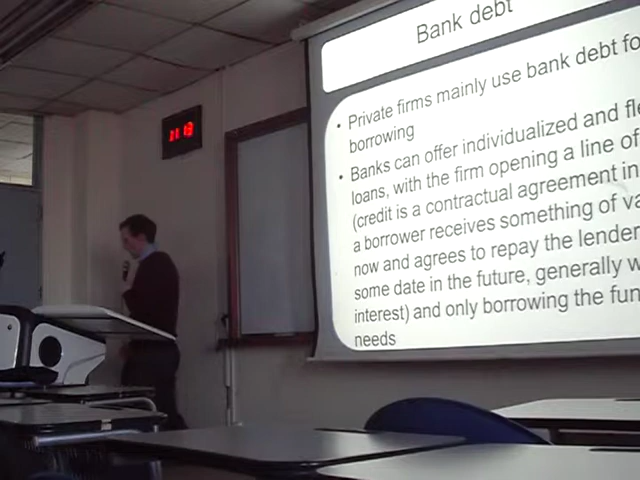 Bank debt
• Private firms mainly use bank debt fo
borrowing
• Banks can offer individualized and fle
loans, with the firm opening a line of
(credit is a contractual agreement in
a borrower receives something of va
now and agrees to repay the lender
some date in the future, generally w
interest) and only borrowing the fun
needs